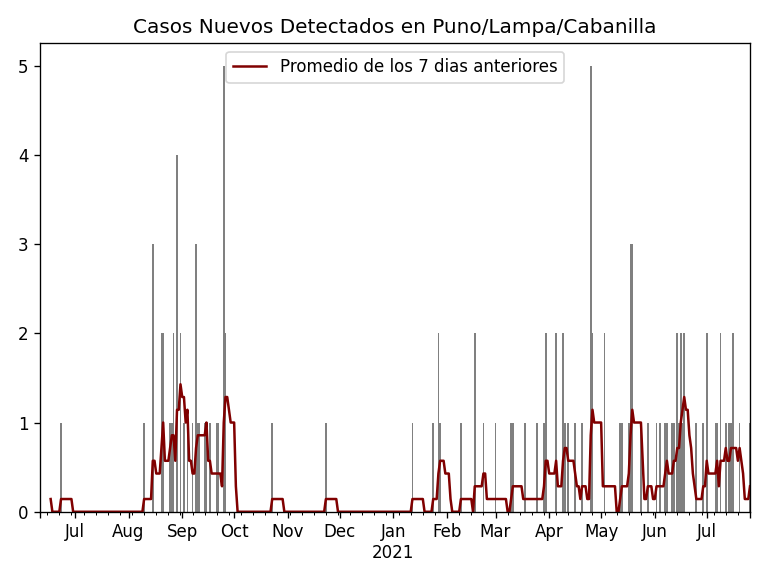 Casos Nuevos Detectados en Puno/Lampa/Cabanilla
Promedio de los 7 dias anteriores
5
4
3
2
1
0
Jul Aug Sep Oct Nov Dec Jan Feb Mar Apr May Jun Jul
2021